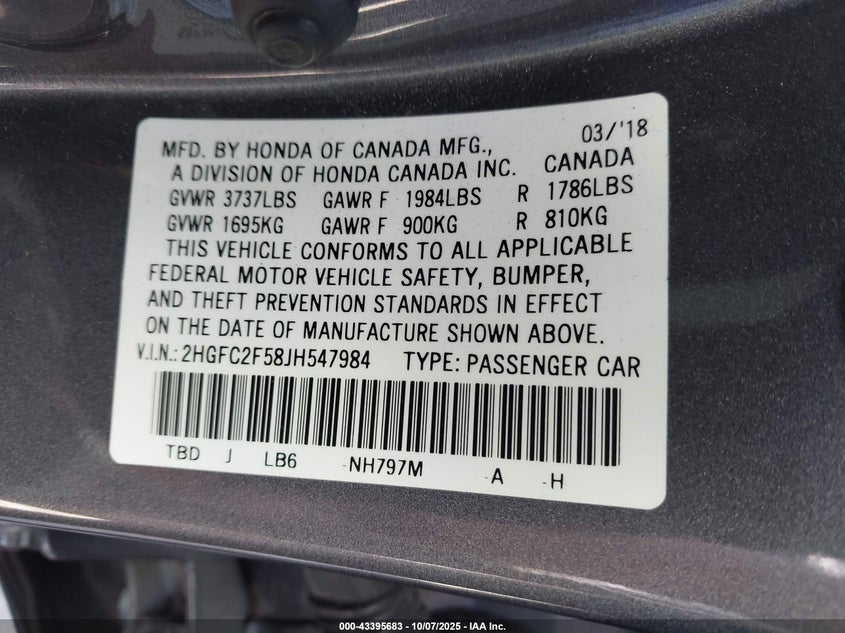 MFD. BY HONDA OF CANADA MFG., 03/'18
A DIVISION OF HONDA CANADA INC. CANADA
GVWR 3737LBS GAWR F 1984LBS R 1786LBS
GVWR 1695KG GAWR F 900KG R 810KG
THIS VEHICLE CONFORMS TO ALL APPLICABLE
FEDERAL MOTOR VEHICLE SAFETY, BUMPER,
AND THEFT PREVENTION STANDARDS IN EFFECT
ON THE DATE OF MANUFACTURE SHOWN ABOVE.
V.I.N.: 2HGFC2F58JH547984 TYPE: PASSENGER CAR
TBD J LB6 -NH797M -A -H
000-43395683 - 10/07/2025 - IAA Inc.